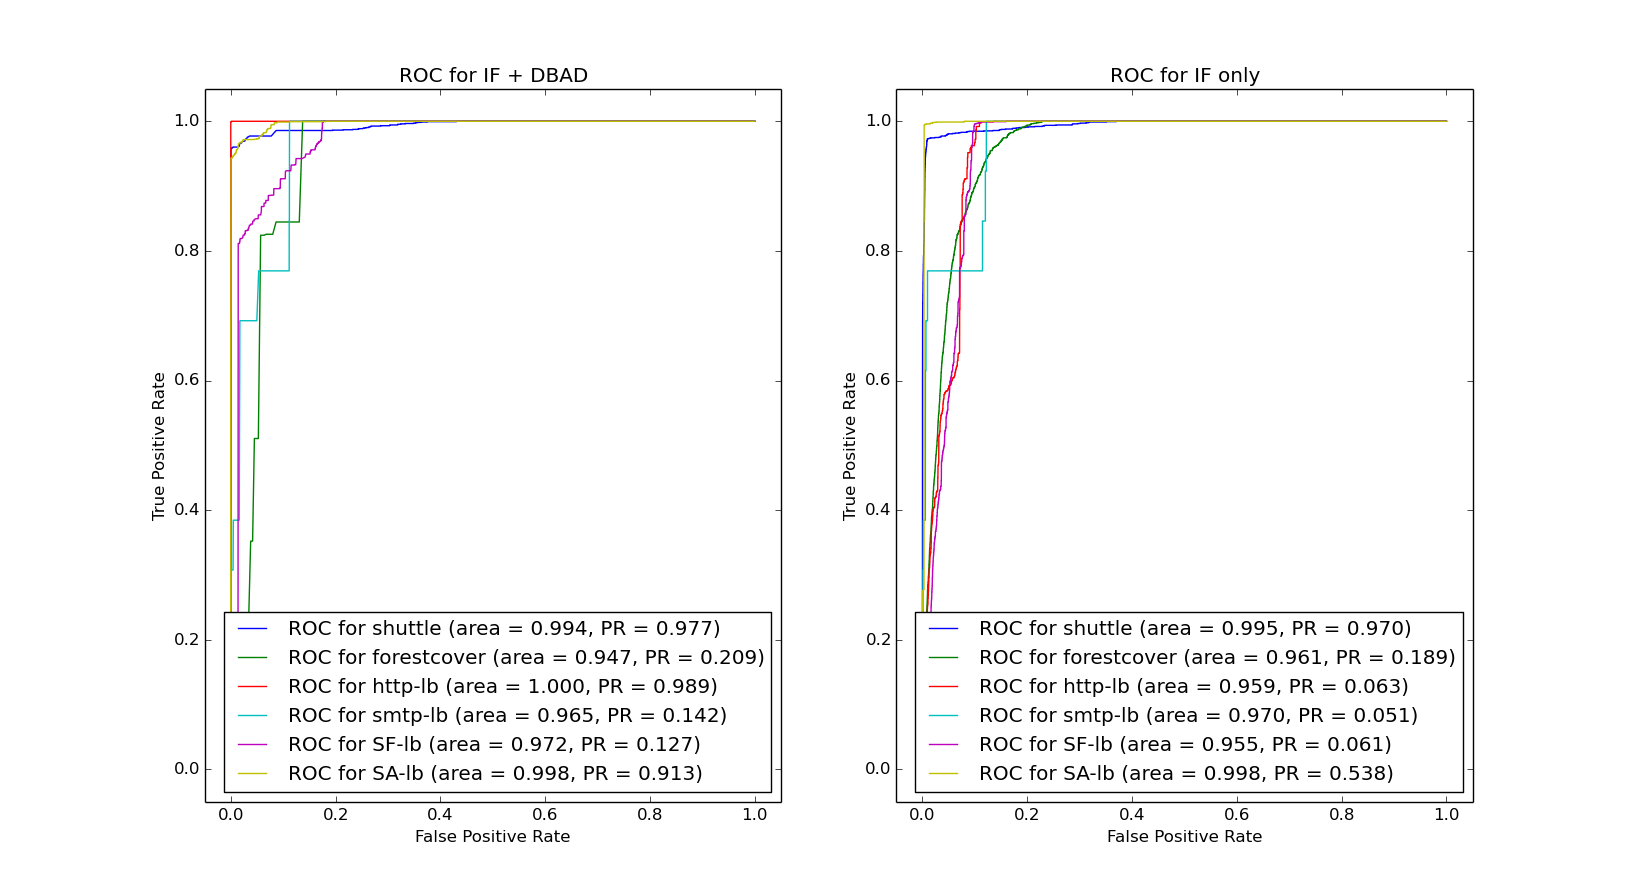 ROC for IF + DBAD
1.0
0.8
0.6
0.4
0.2
0.0
True Positive Rate
ROC for shuttle (area = 0.994, PR = 0.977)
ROC for forestcover (area = 0.947, PR = 0.209)
ROC for http-lb (area = 1.000, PR = 0.989)
ROC for smtp-lb (area = 0.965, PR = 0.142)
ROC for SF-lb (area = 0.972, PR = 0.127)
ROC for SA-lb (area = 0.998, PR = 0.913)
0.0 0.2 0.4 0.6 0.8 1.0
False Positive Rate
ROC for IF only
1.0
0.8
0.6
0.4
0.2
0.0
True Positive Rate
ROC for shuttle (area = 0.995, PR = 0.970)
ROC for forestcover (area = 0.961, PR = 0.189)
ROC for http-lb (area = 0.959, PR = 0.063)
ROC for smtp-lb (area = 0.970, PR = 0.051)
ROC for SF-lb (area = 0.955, PR = 0.061)
ROC for SA-lb (area = 0.998, PR = 0.538)
0.0 0.2 0.4 0.6 0.8 1.0
False Positive Rate